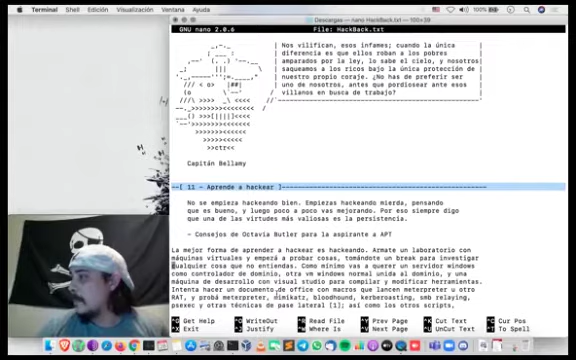 Terminal Shell Edición Visualización Ventana Ayuda
100%
Descargas — nano HackBack.txt — 100×39
GNU nano 2.0.6 File: HackBack.txt
Nos vilifican, esos infames; cuando la única
diferencia es que ellos roban a los pobres
amparados por la ley, lo sabe el cielo, y nosotros
saqueamos a los ricos bajo la única protección de
nuestro propio coraje. ¿No has de preferir ser
uno de nosotros, antes que pordiosear ante esos
villanos en busca de trabajo?
Capitán Bellamy
--[ 11 - Aprende a hackear ]--
No se empieza hackeando bien. Empiezas hackeando mierda, pensando
que es bueno, y luego poco a poco vas mejorando. Por eso siempre digo
que una de las virtudes más valiosas es la persistencia.
- Consejos de Octavia Butler para la aspirante a APT
La mejor forma de aprender a hackear es hackeando. Armate un laboratorio con
máquinas virtuales y empezá a probar cosas, tomándote un break para investigar
cualquier cosa que no entiendas. Como mínimo vas a querer un servidor windows
como controlador de dominio, otra vm windows normal unida al dominio, y una
máquina de desarrollo con visual studio para compilar y modificar herramientas.
Intenta hacer un documento de office con macros que lancen meterpreter u otro
RAT, y probá meterpreter, mimikatz, bloodhound, kerberoasting, smb relaying,
psexec y otras técnicas de pase lateral [1]; así como los otros scripts,
^G Get Help ^O WriteOut ^R Read File ^Y Prev Page ^K Cut Text ^C Cur Pos
^X Exit ^J Justify ^W Where Is ^V Next Page ^U UnCut Text ^T To Spell